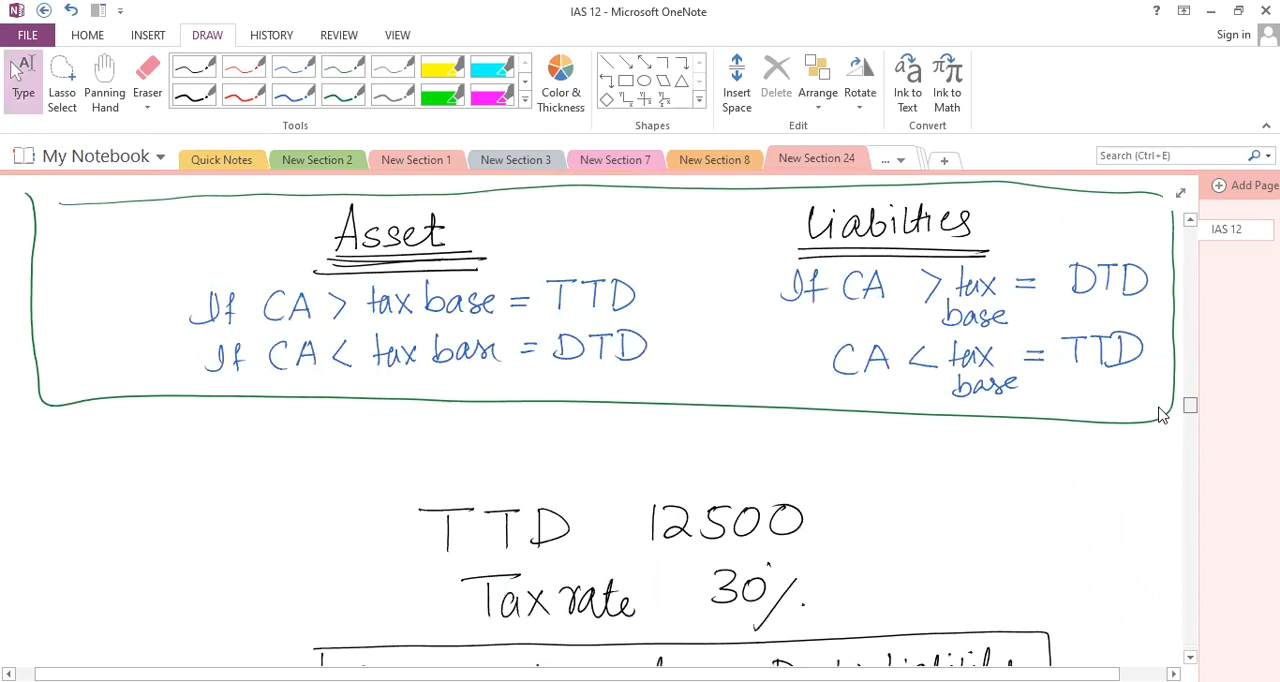 IAS 12 - Microsoft OneNote
FILE HOME INSERT DRAW HISTORY REVIEW VIEW Sign in
Type Lasso Select Panning Hand Eraser Color & Thickness Insert Space Delete Arrange Rotate Ink to Text Ink to Math
Tools Shapes Edit Convert
My Notebook Quick Notes New Section 2 New Section 1 New Section 3 New Section 7 New Section 8 New Section 24 ... Search (Ctrl+E)
Add Page
IAS 12
Asset
If CA > tax base = TTD
If CA < tax base = DTD
Liabilties
If CA > tax base = DTD
CA < tax base = TTD
TTD 12500
Tax rate 30%.